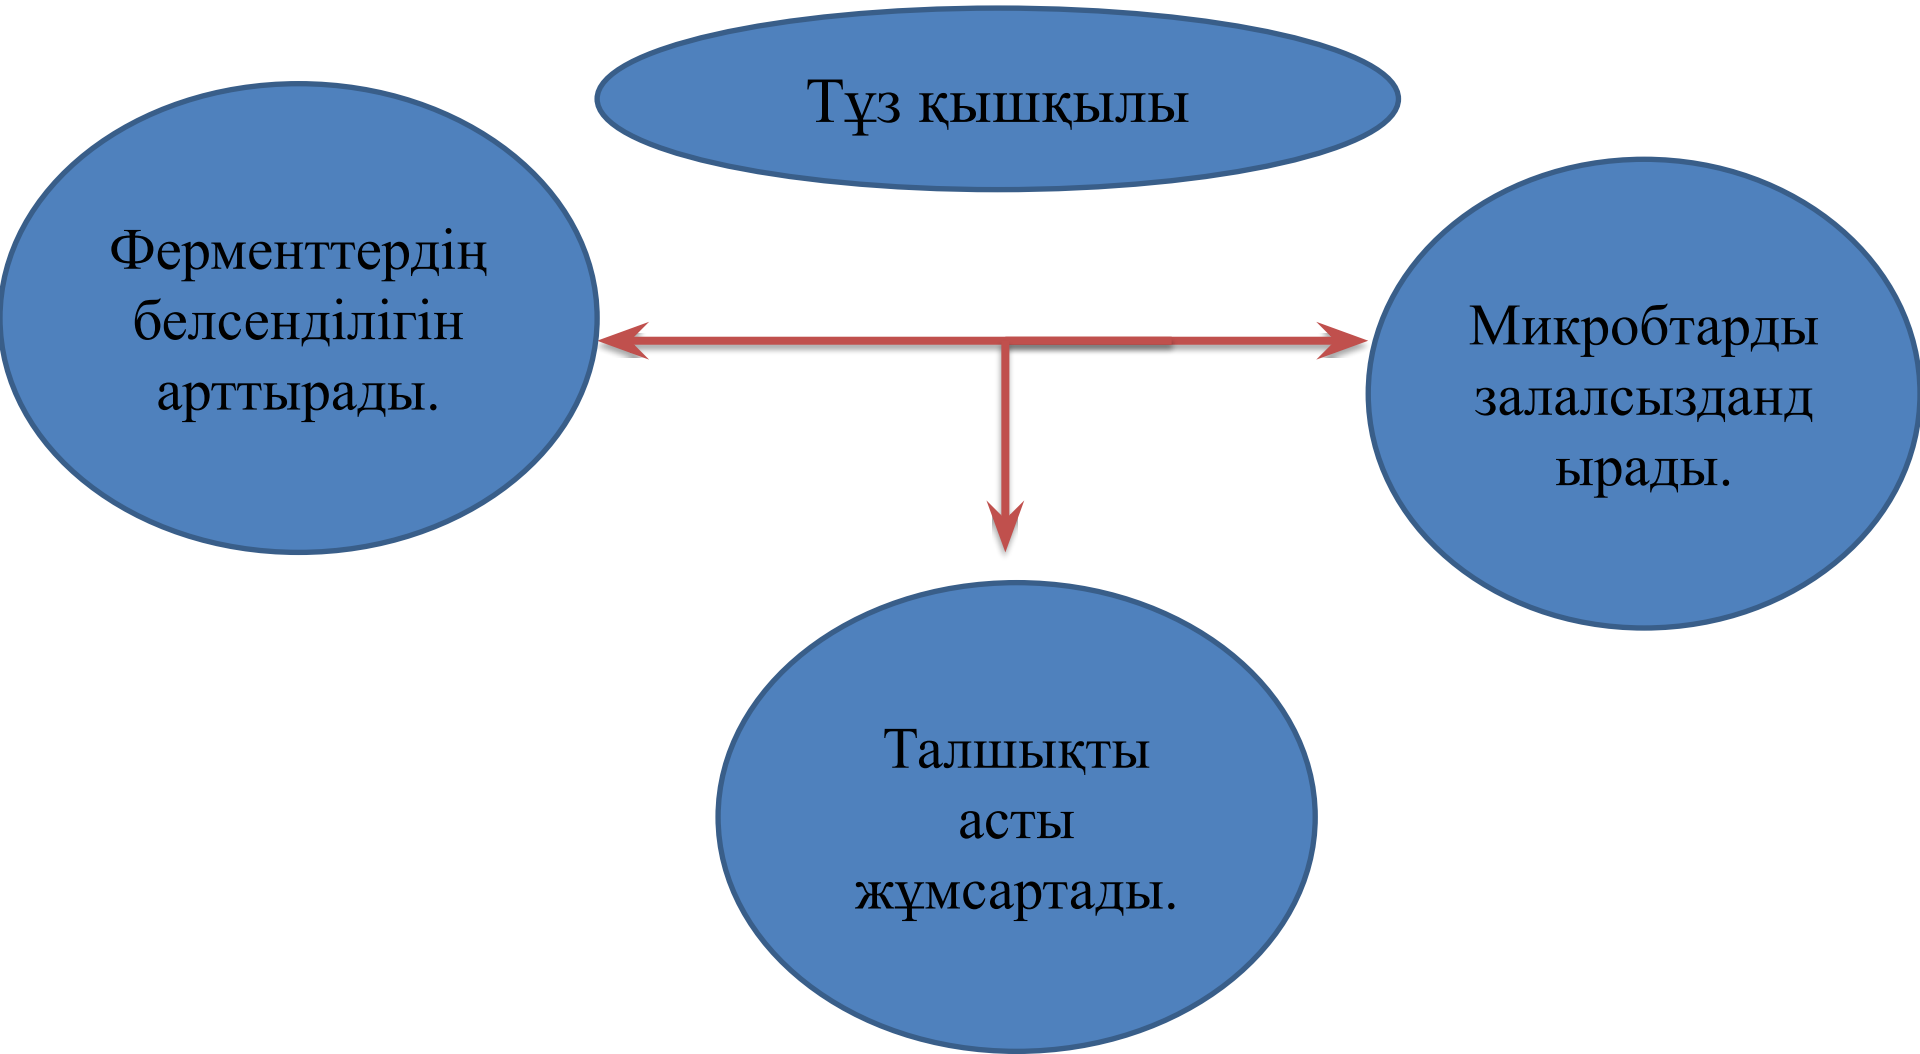 Тұз қышқылы
Ферменттердің
белсенділігін
арттырады.
Микробтарды
залалсызданд
ырады.
Талшықты
асты
жұмсартады.